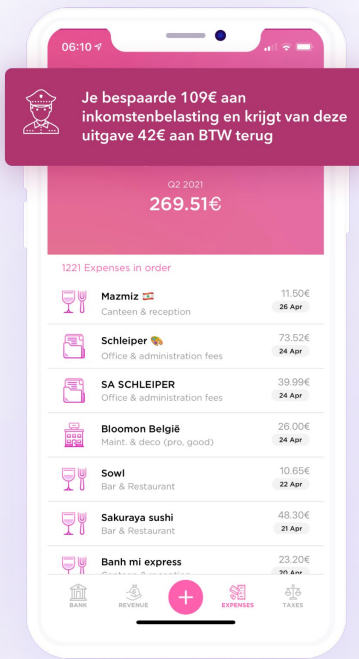 06:10
Je bespaarde 109€ aan
inkomstenbelasting en krijgt van deze
uitgave 42€ aan BTW terug
Q2 2021
269.51€
1221 Expenses in order
Mazmiz 11.50€
Canteen & reception 26 Apr
Schleiper 73.52€
Office & administration fees 24 Apr
SA SCHLEIPER 39.99€
Office & administration fees 24 Apr
Bloomon België 26.00€
Maint. & deco (pro, good) 24 Apr
Sowl 10.65€
Bar & Restaurant 22 Apr
Sakuraya sushi 48.30€
Bar & Restaurant 21 Apr
Banh mi express 23.20€
Canteen & reception 20 Apr
BANK REVENUE + EXPENSES TAXES